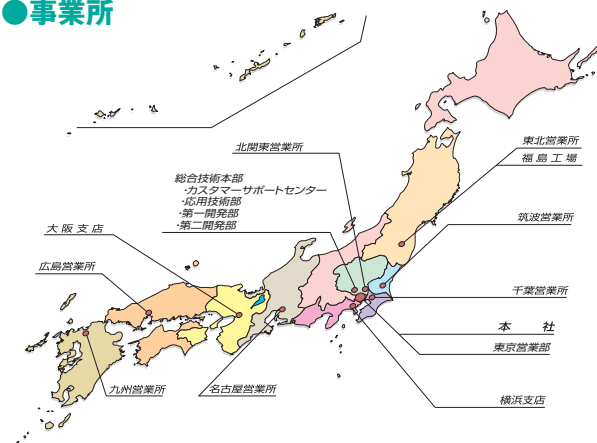 ●事業所
北関東営業所
東北営業所
福島工場
総合技術本部
・カスタマーサポートセンター
・応用技術部
・第一開発部
・第二開発部
筑波営業所
大阪支店
広島営業所
千葉営業所
本　社
東京営業部
九州営業所
名古屋営業所
横浜支店